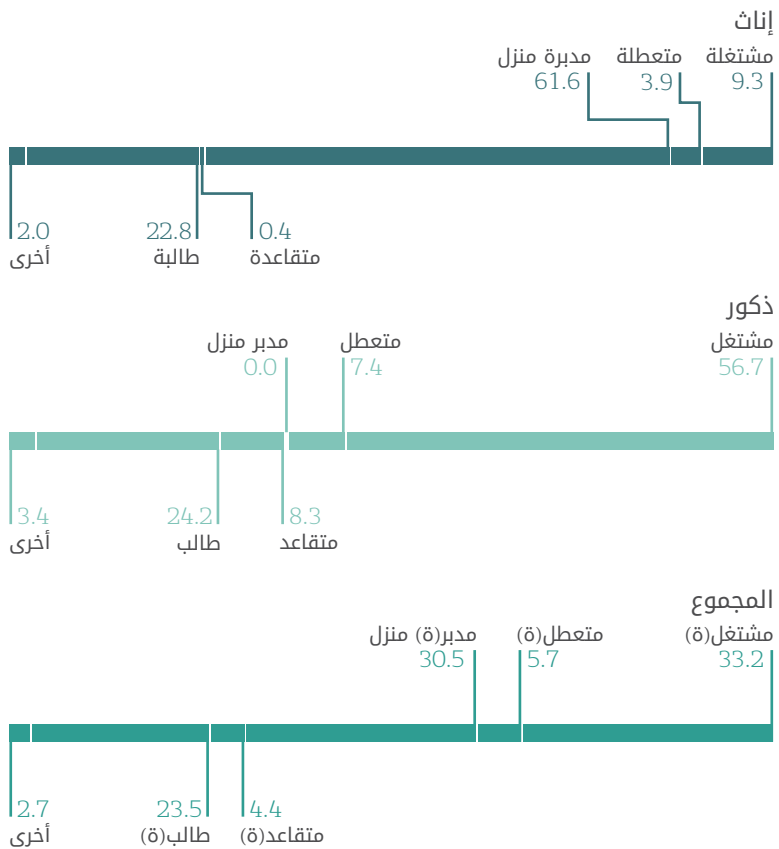 إناث
مشتغلة متعطلة مدبرة منزل
9.3 3.9 61.6
0.4 22.8 2.0
متقاعدة طالبة أخرى
ذكور
مشتغل متعطل مدبر منزل
56.7 7.4 0.0
8.3 24.2 3.4
متقاعد طالب أخرى
المجموع
مشتغل(ة) متعطل(ة) مدبر(ة) منزل
33.2 5.7 30.5
4.4 23.5 2.7
متقاعد(ة) طالب(ة) أخرى